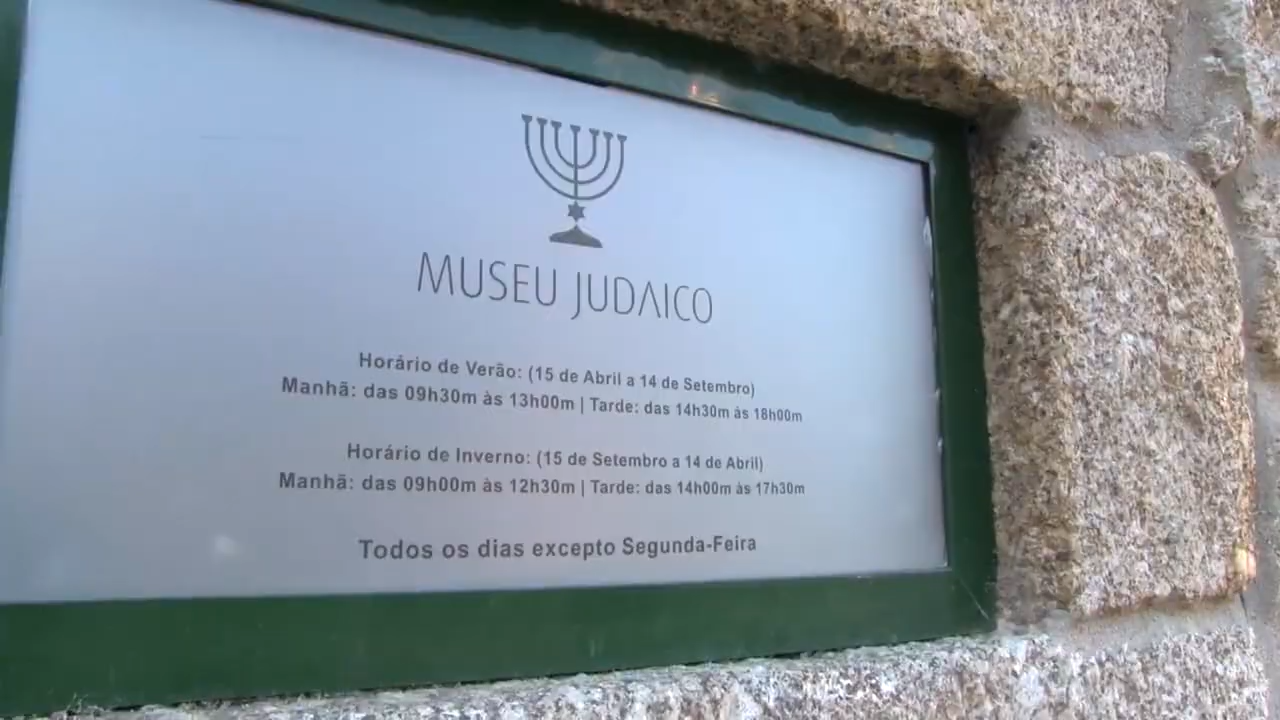 MUSEU JUDAICO
Horário de Verão: (15 de Abril a 14 de Setembro)
Manhã: das 09h30m às 13h00m | Tarde: das 14h30m às 18h00m
Horário de Inverno: (15 de Setembro a 14 de Abril)
Manhã: das 09h00m às 12h30m | Tarde: das 14h00m às 17h30m
Todos os dias excepto Segunda-Feira